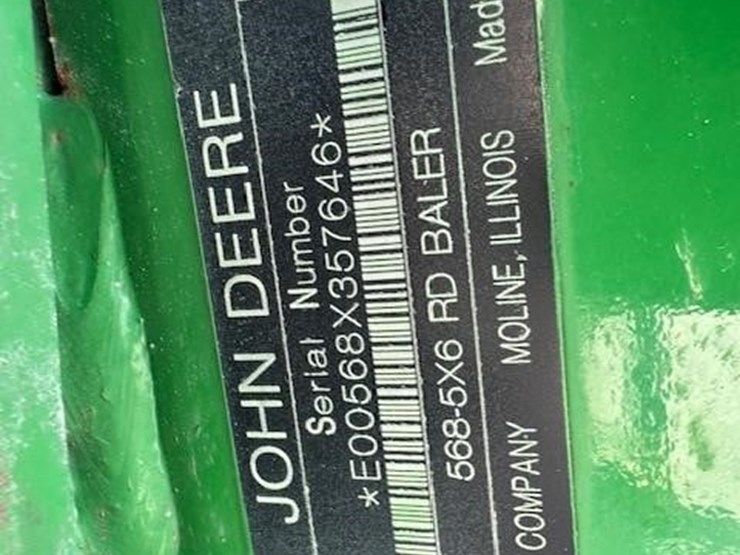 JOHN DEERE
Serial Number
*E00568X357646*
568-5X6 RD BALER
COMPANY MOLINE, ILLINOIS Mad